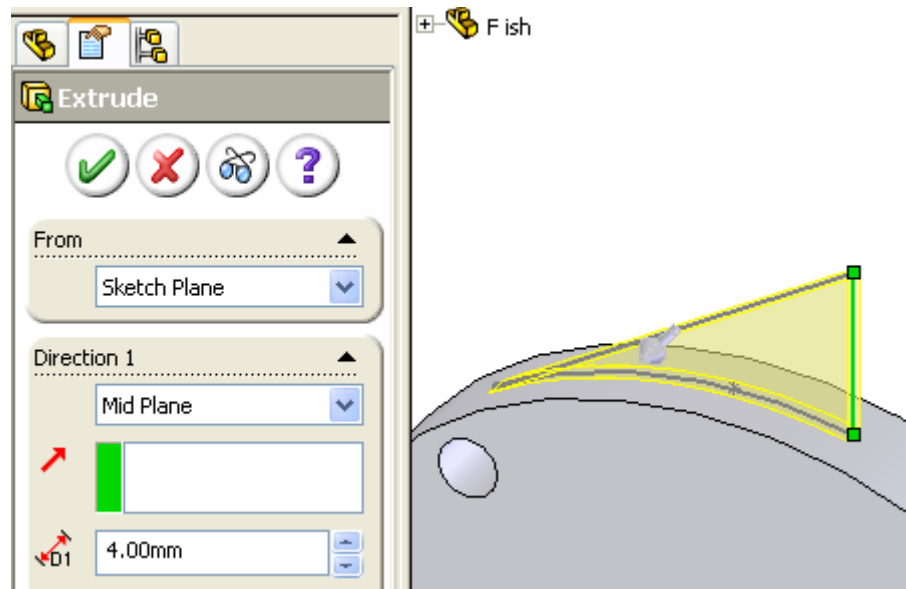 F ish
Extrude
?
From
Sketch Plane
Direction 1
Mid Plane
D1
4.00mm